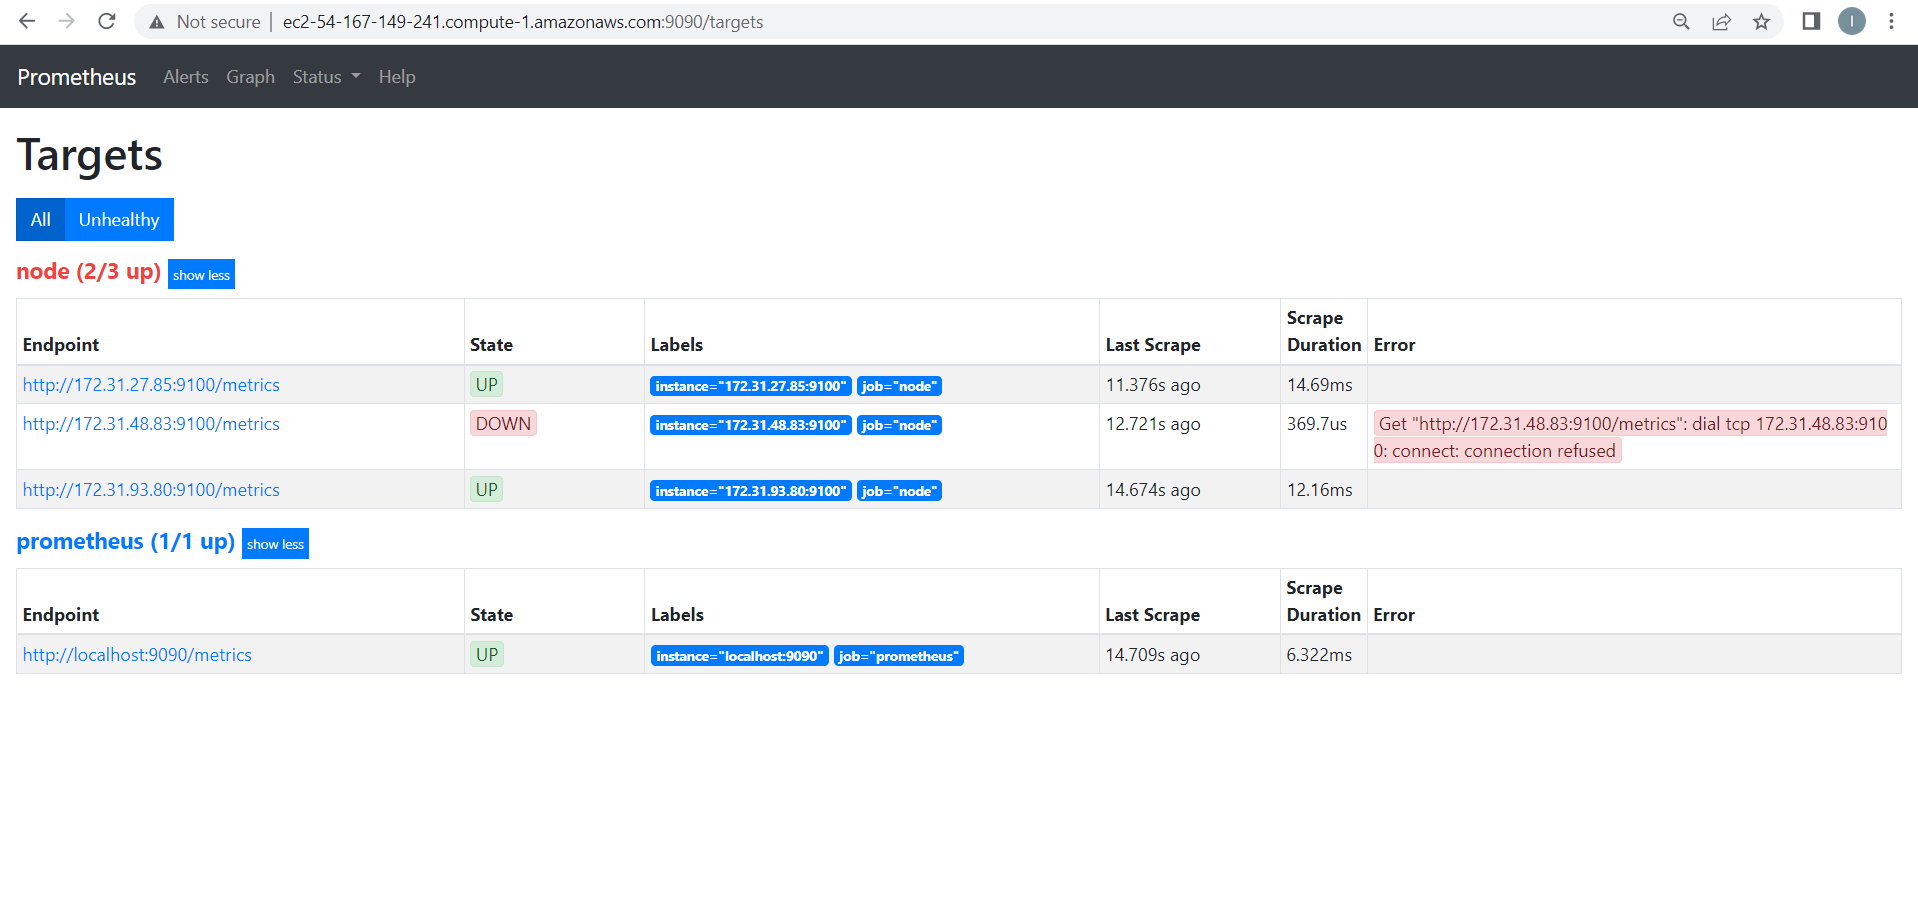 Not secure | ec2-54-167-149-241.compute-1.amazonaws.com:9090/targets
I
Prometheus Alerts Graph Status Help
Targets
All Unhealthy
node (2/3 up) show less
Endpoint State Labels Last Scrape Scrape Duration Error
http://172.31.27.85:9100/metrics UP instance="172.31.27.85:9100" job="node" 11.376s ago 14.69ms
http://172.31.48.83:9100/metrics DOWN instance="172.31.48.83:9100" job="node" 12.721s ago 369.7us Get "http://172.31.48.83:9100/metrics": dial tcp 172.31.48.83:910
0: connect: connection refused
http://172.31.93.80:9100/metrics UP instance="172.31.93.80:9100" job="node" 14.674s ago 12.16ms
prometheus (1/1 up) show less
Endpoint State Labels Last Scrape Scrape Duration Error
http://localhost:9090/metrics UP instance="localhost:9090" job="prometheus" 14.709s ago 6.322ms